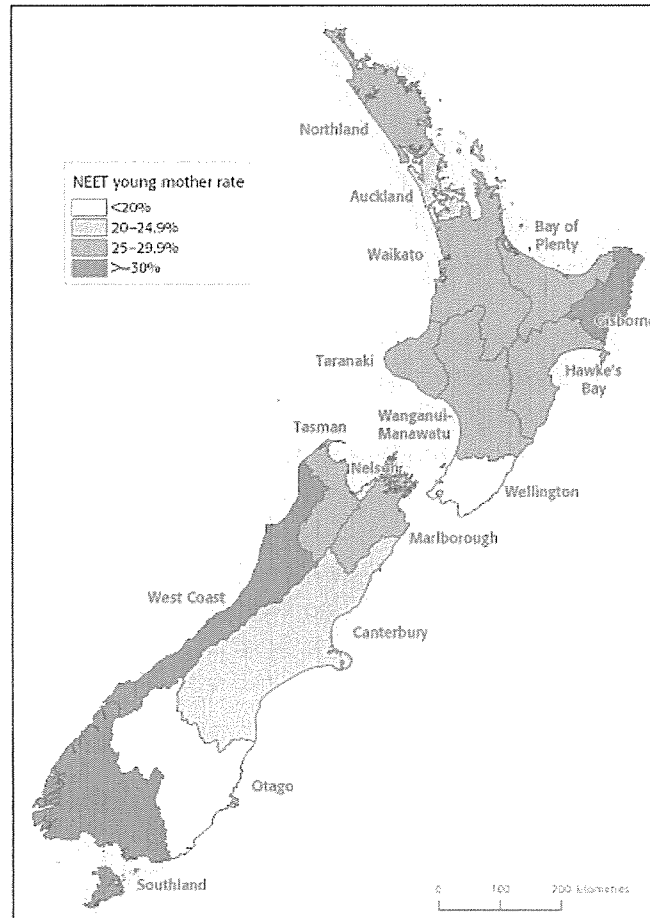 Northland
NEET young mother rate
<20%
20–24.9%
25–29.9%
>=30%
Auckland
Bay of
Plenty
Waikato
Gisborne
Taranaki
Hawke's
Bay
Wanganui-
Manawatu
Tasman
Nelson
Wellington
Marlborough
West Coast
Canterbury
Otago
Southland
0 100 200 kilometres